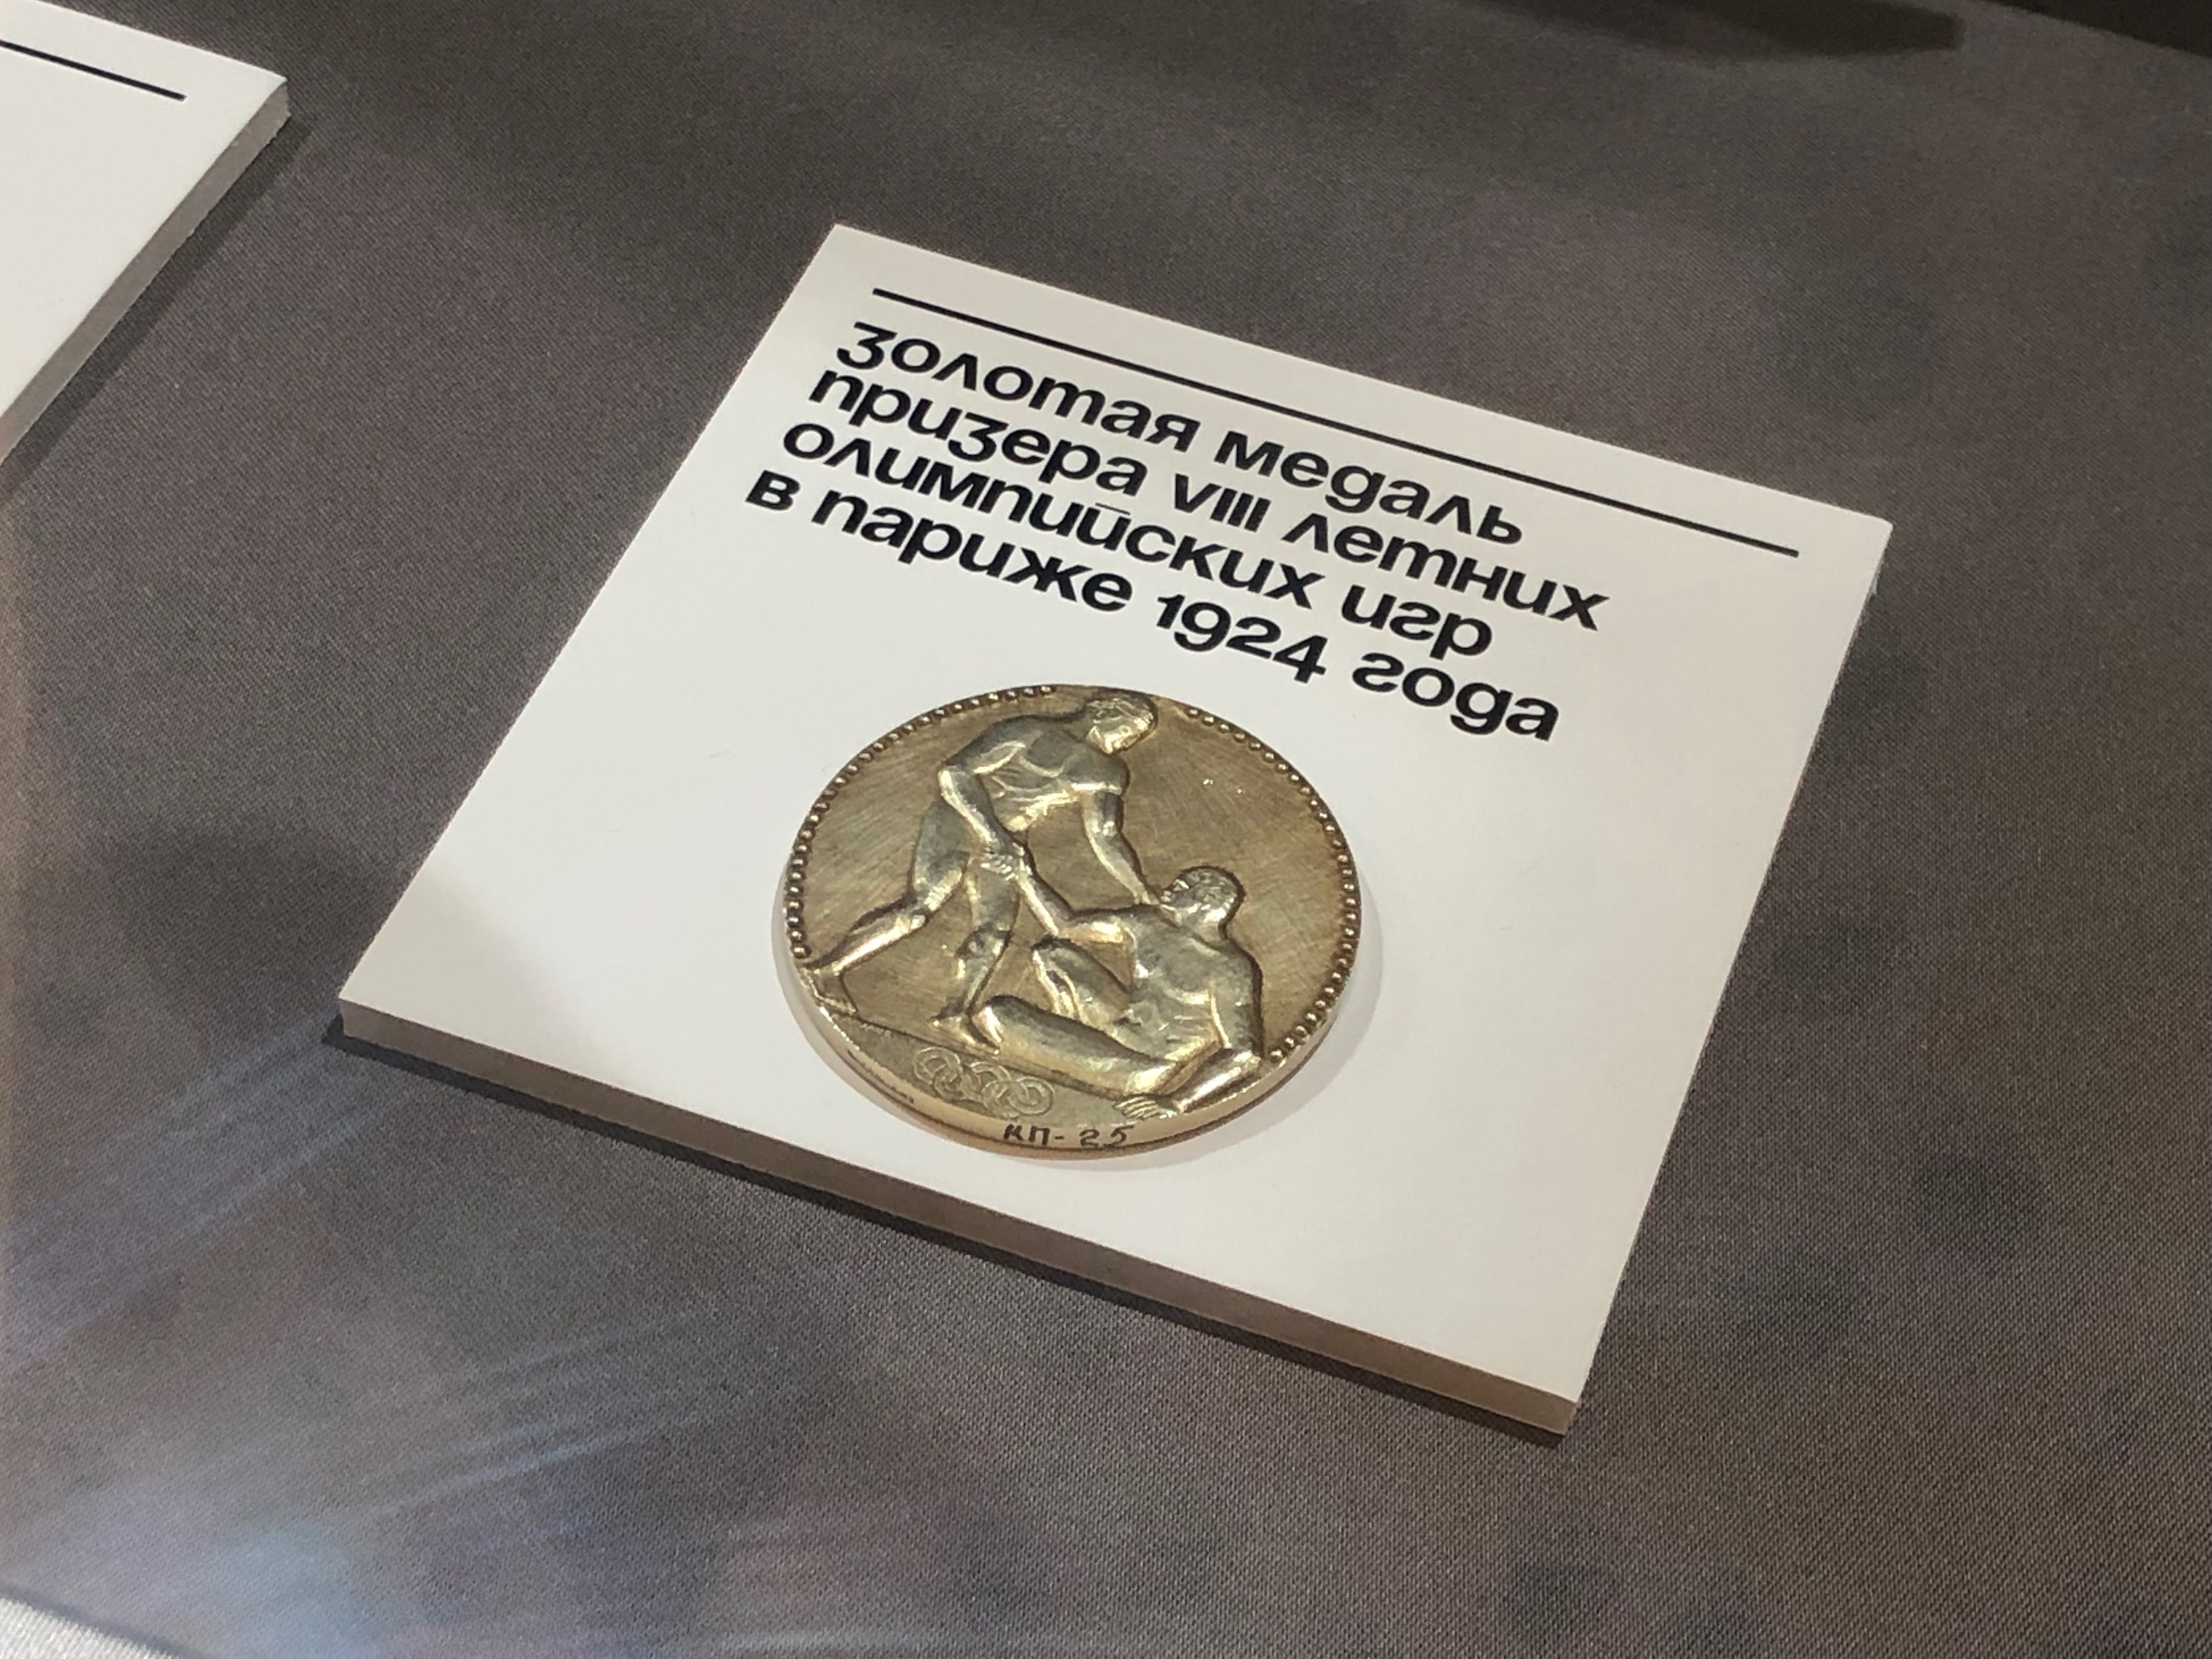 золотая медаль
призера VIII летних
олимпийских игр
в париже 1924 года
КП-25